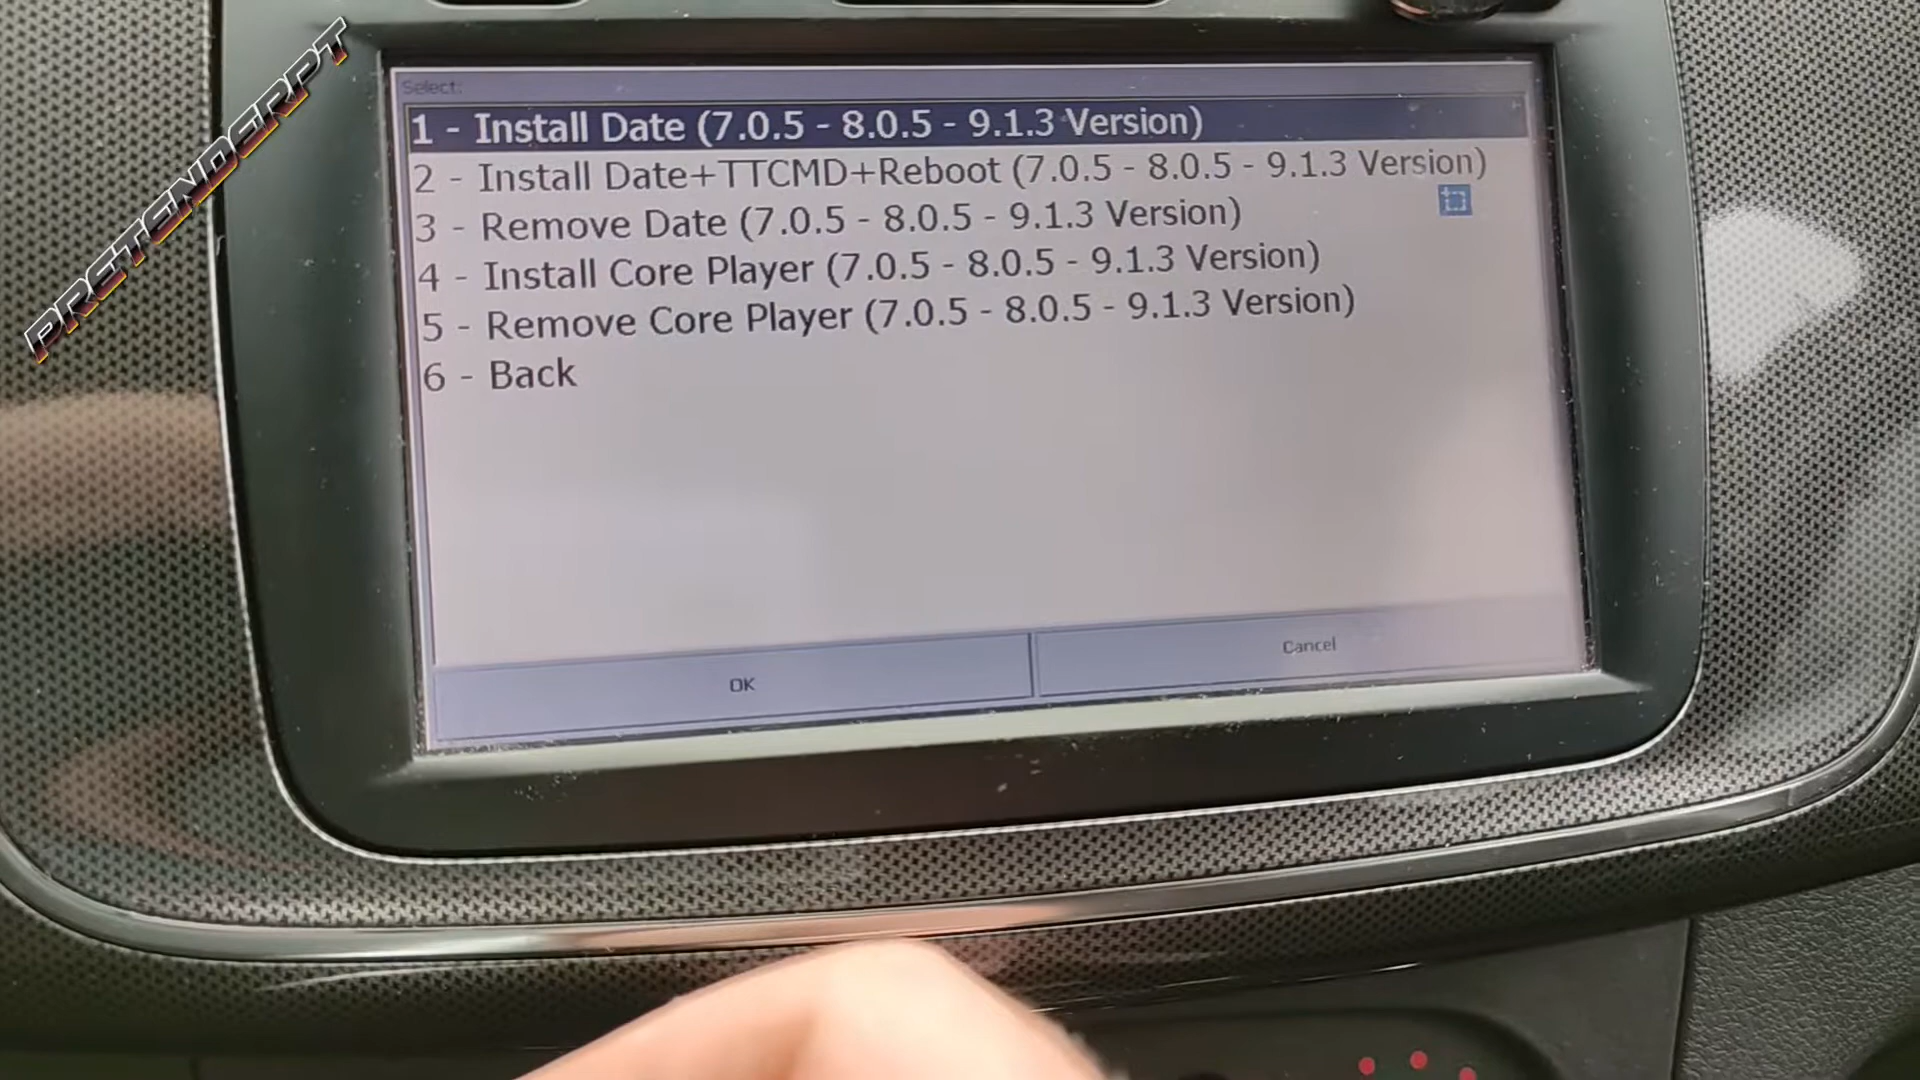 PRETENDERPT
Select:
1 - Install Date (7.0.5 - 8.0.5 - 9.1.3 Version)
2 - Install Date+TTCMD+Reboot (7.0.5 - 8.0.5 - 9.1.3 Version)
3 - Remove Date (7.0.5 - 8.0.5 - 9.1.3 Version)
4 - Install Core Player (7.0.5 - 8.0.5 - 9.1.3 Version)
5 - Remove Core Player (7.0.5 - 8.0.5 - 9.1.3 Version)
6 - Back
OK
Cancel